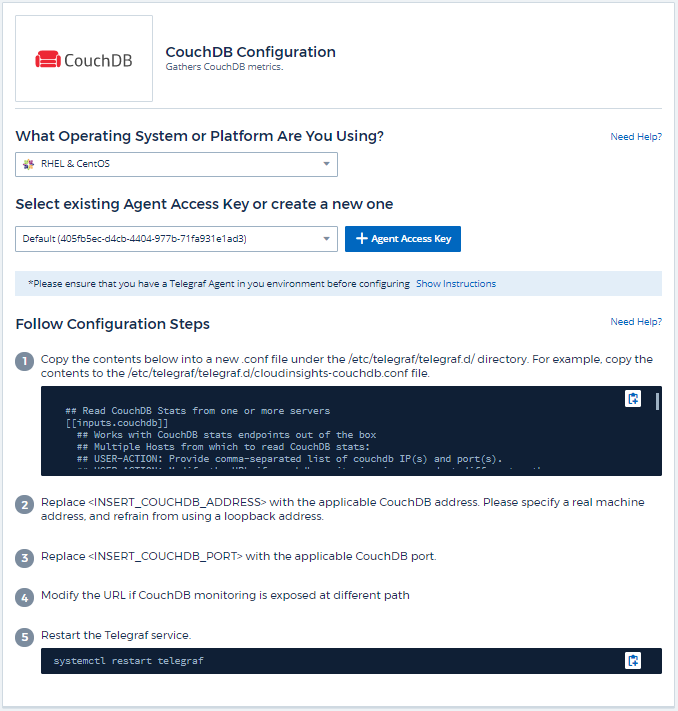 CouchDB
CouchDB Configuration
Gathers CouchDB metrics.
What Operating System or Platform Are You Using?
Need Help?
RHEL & CentOS
Select existing Agent Access Key or create a new one
Default (405fb5ec-d4cb-4404-977b-71fa931e1ad3)
Agent Access Key
*Please ensure that you have a Telegraf Agent in you environment before configuring Show Instructions
Follow Configuration Steps
Need Help?
1 Copy the contents below into a new .conf file under the /etc/telegraf/telegraf.d/ directory. For example, copy the
contents to the /etc/telegraf/telegraf.d/cloudinsights-couchdb.conf file.
## Read CouchDB Stats from one or more servers
[[inputs.couchdb]]
## Works with CouchDB stats endpoints out of the box
## Multiple Hosts from which to read CouchDB stats:
## USER-ACTION: Provide comma-separated list of couchdb IP(s) and port(s).
2 Replace <INSERT_COUCHDB_ADDRESS> with the applicable CouchDB address. Please specify a real machine
address, and refrain from using a loopback address.
3 Replace <INSERT_COUCHDB_PORT> with the applicable CouchDB port.
4 Modify the URL if CouchDB monitoring is exposed at different path
5 Restart the Telegraf service.
systemctl restart telegraf